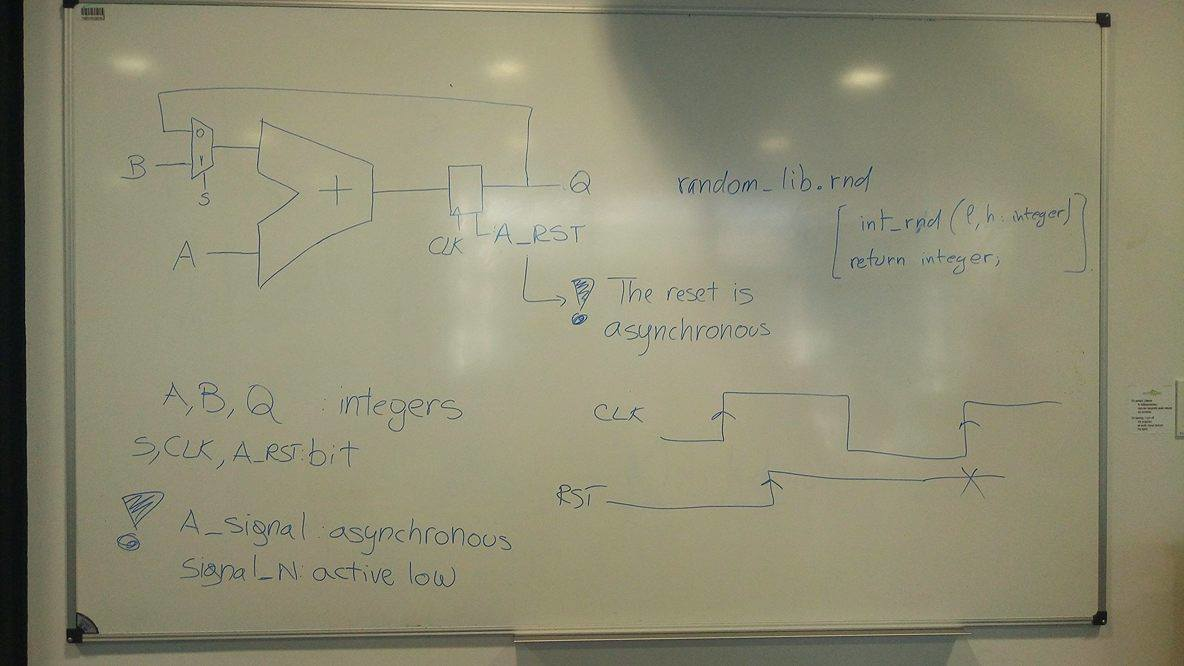 0
B
1
S
+
A
Q
CLK
A_RST
random_lib.rnd
int_rnd (l, h : integer)
return integer;
! The reset is
asynchronous
A, B, Q : integers
S, CLK, A_RST: bit
! A_signal : asynchronous
signal_N: active low
CLK
RST